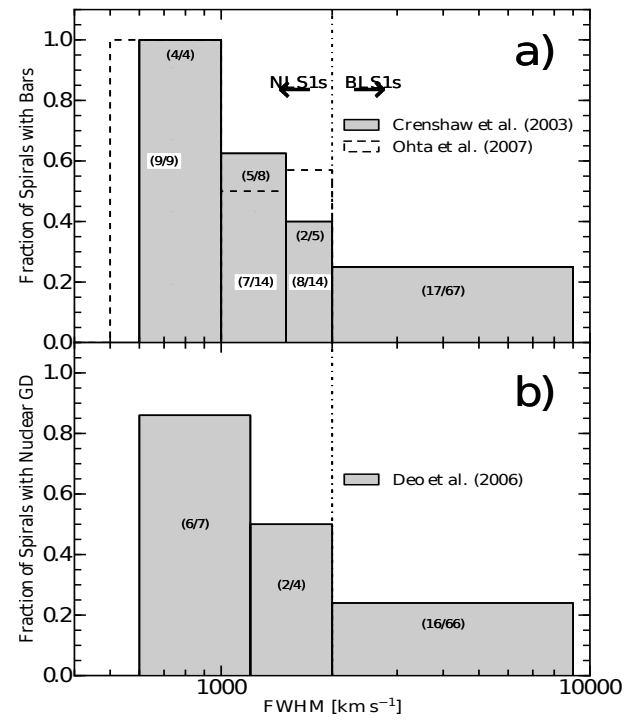 1.0
0.8
0.6
0.4
0.2
0.0
Fraction of Spirals with Bars
a)
(4/4)
NLS1s
BLS1s
Crenshaw et al. (2003)
Ohta et al. (2007)
(9/9)
(5/8)
(2/5)
(7/14)
(8/14)
(17/67)
1.0
0.8
0.6
0.4
0.2
0.0
Fraction of Spirals with Nuclear GD
b)
Deo et al. (2006)
(6/7)
(2/4)
(16/66)
1000
10000
FWHM [km s⁻¹]